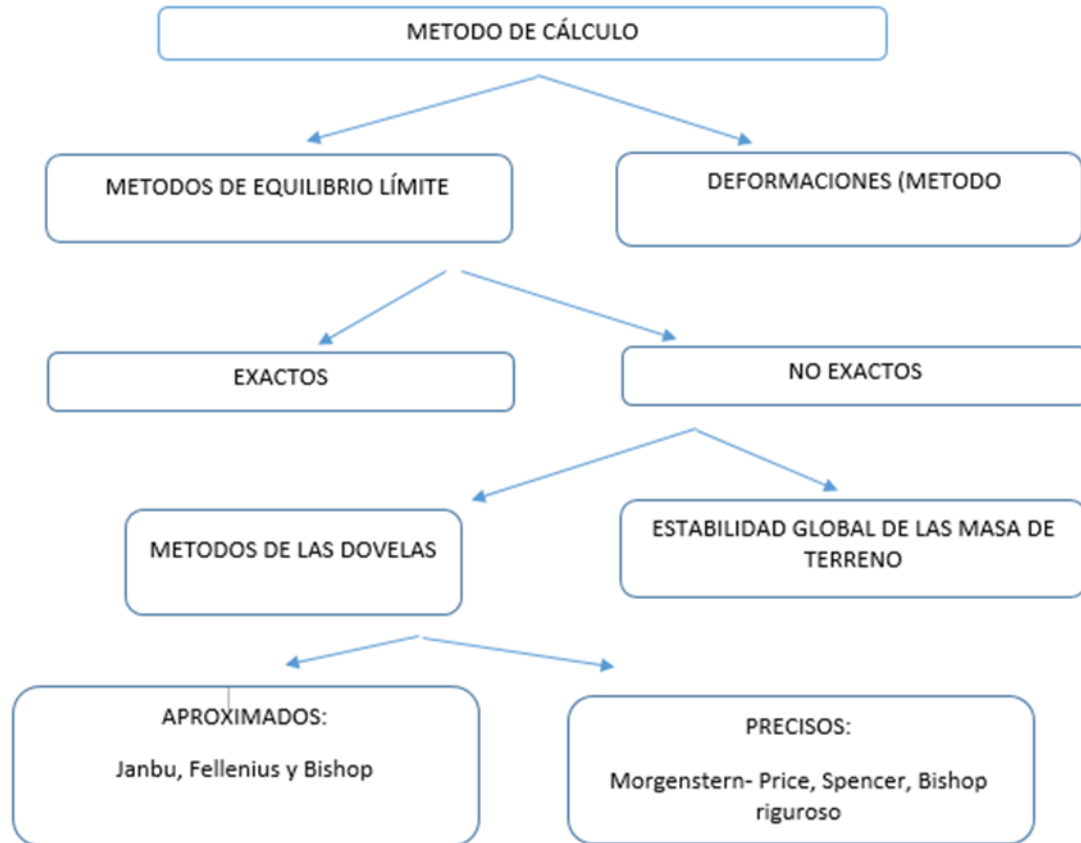 METODO DE CÁLCULO
METODOS DE EQUILIBRIO LÍMITE
DEFORMACIONES (METODO
EXACTOS
NO EXACTOS
METODOS DE LAS DOVELAS
ESTABILIDAD GLOBAL DE LAS MASA DE
TERRENO
APROXIMADOS:
Janbu, Fellenius y Bishop
PRECISOS:
Morgenstern- Price, Spencer, Bishop
riguroso